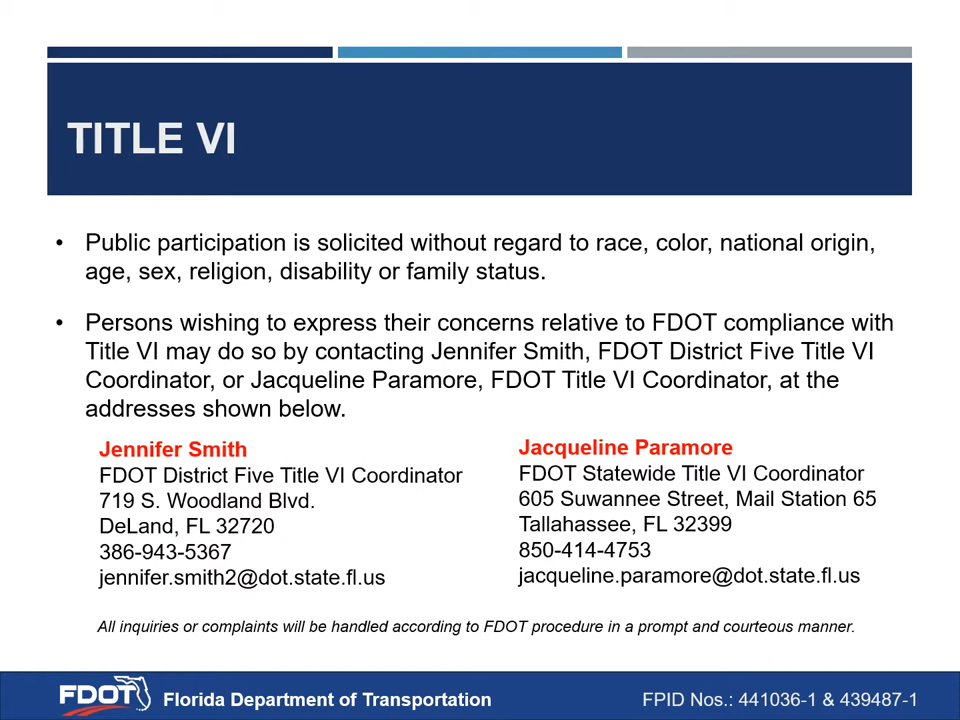 TITLE VI
• Public participation is solicited without regard to race, color, national origin,
age, sex, religion, disability or family status.
• Persons wishing to express their concerns relative to FDOT compliance with
Title VI may do so by contacting Jennifer Smith, FDOT District Five Title VI
Coordinator, or Jacqueline Paramore, FDOT Title VI Coordinator, at the
addresses shown below.
Jennifer Smith
FDOT District Five Title VI Coordinator
719 S. Woodland Blvd.
DeLand, FL 32720
386-943-5367
jennifer.smith2@dot.state.fl.us
Jacqueline Paramore
FDOT Statewide Title VI Coordinator
605 Suwannee Street, Mail Station 65
Tallahassee, FL 32399
850-414-4753
jacqueline.paramore@dot.state.fl.us
All inquiries or complaints will be handled according to FDOT procedure in a prompt and courteous manner.
FDOT Florida Department of Transportation
FPID Nos.: 441036-1 & 439487-1